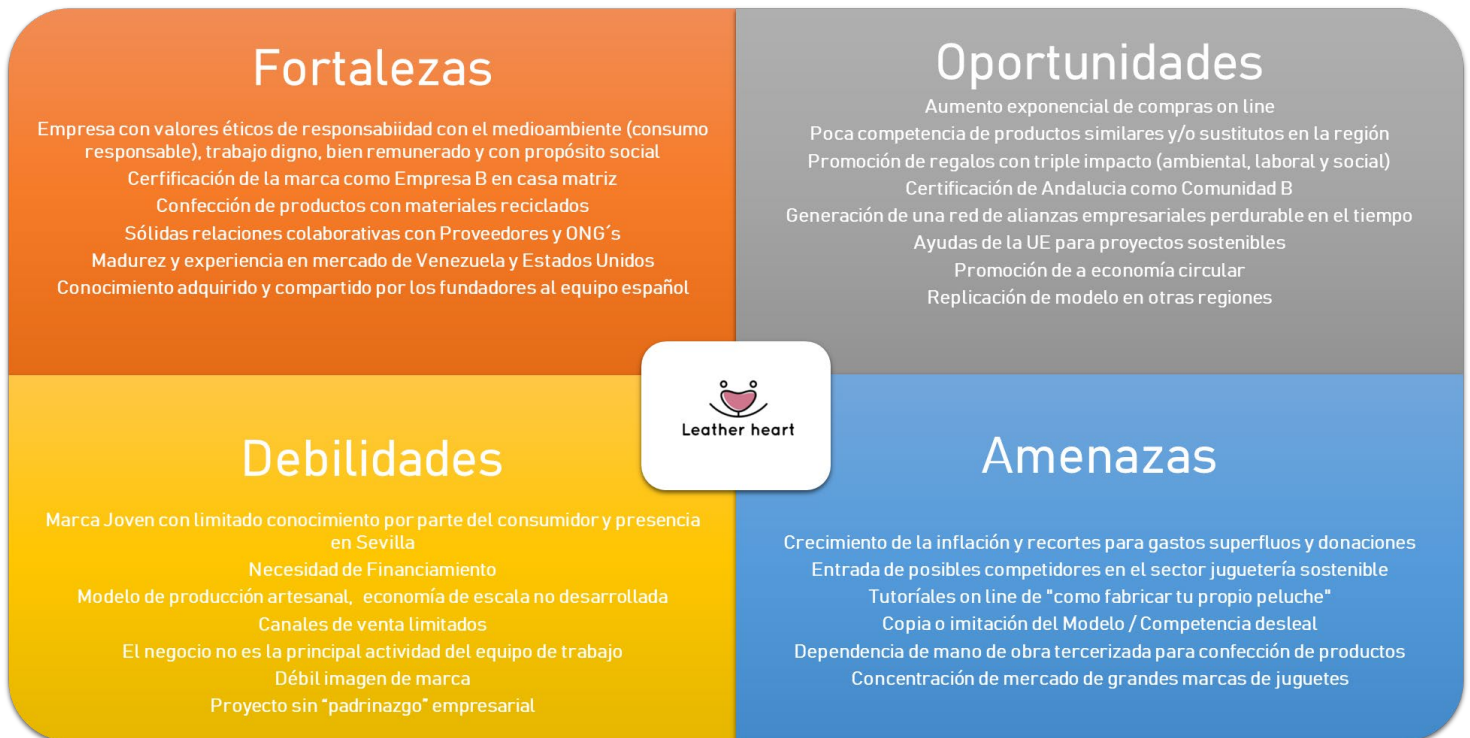 Fortalezas
Empresa con valores éticos de responsabiidad con el medioambiente (consumo
responsable), trabajo digno, bien remunerado y con propósito social
Cerfificación de la marca como Empresa B en casa matriz
Confección de productos con materiales reciclados
Sólidas relaciones colaborativas con Proveedores y ONG´s
Madurez y experiencia en mercado de Venezuela y Estados Unidos
Conocimiento adquirido y compartido por los fundadores al equipo español
Oportunidades
Aumento exponencial de compras on line
Poca competencia de productos similares y/o sustitutos en la región
Promoción de regalos con triple impacto (ambiental, laboral y social)
Certificación de Andalucia como Comunidad B
Generación de una red de alianzas empresariales perdurable en el tiempo
Ayudas de la UE para proyectos sostenibles
Promoción de a economía circular
Replicación de modelo en otras regiones
Leather heart
Debilidades
Marca Joven con limitado conocimiento por parte del consumidor y presencia
en Sevilla
Necesidad de Financiamiento
Modelo de producción artesanal, economía de escala no desarrollada
Canales de venta limitados
El negocio no es la principal actividad del equipo de trabajo
Débil imagen de marca
Proyecto sin "padrinazgo" empresarial
Amenazas
Crecimiento de la inflación y recortes para gastos superfluos y donaciones
Entrada de posibles competidores en el sector juguetería sostenible
Tutoríales on line de "como fabricar tu propio peluche"
Copia o imitación del Modelo / Competencia desleal
Dependencia de mano de obra tercerizada para confección de productos
Concentración de mercado de grandes marcas de juguetes